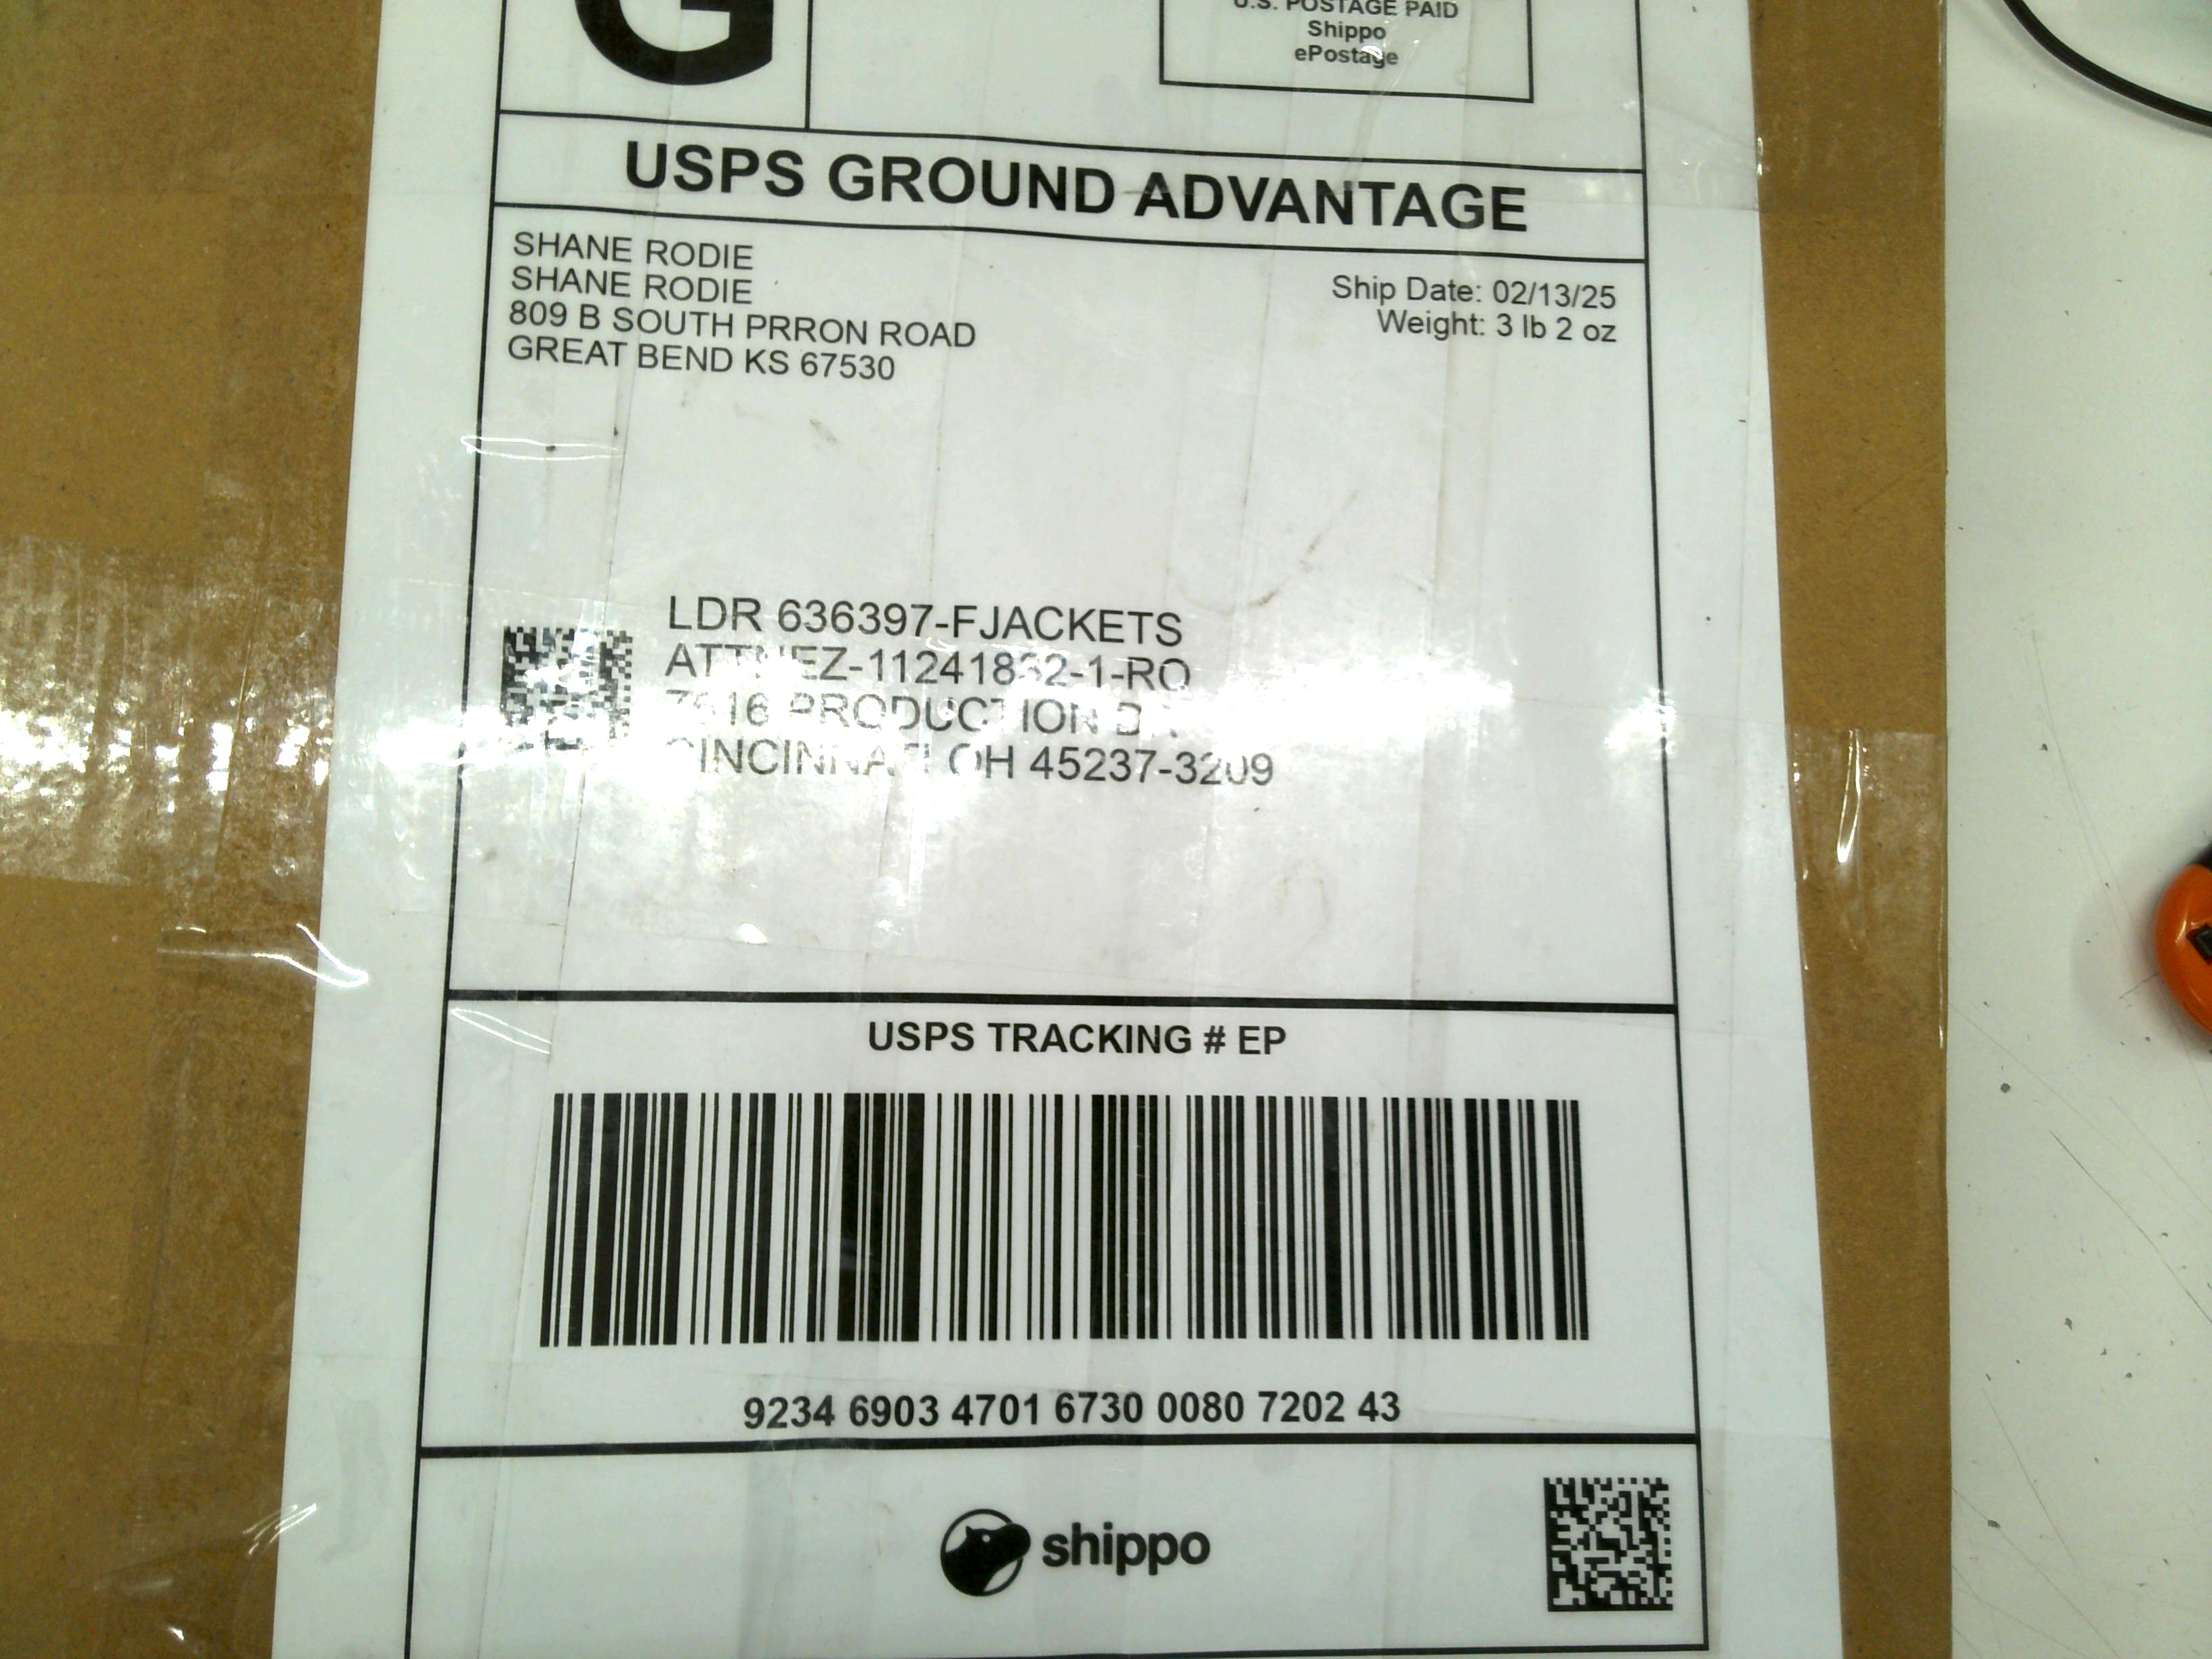 G
U.S. POSTAGE PAID
Shippo
ePostage
USPS GROUND ADVANTAGE
SHANE RODIE
SHANE RODIE
809 B SOUTH PRRON ROAD
GREAT BEND KS 67530
Ship Date: 02/13/25
Weight: 3 lb 2 oz
LDR 636397-FJACKETS
PRODUCTION
CINCINNATI OH 45237-3209
USPS TRACKING # EP
9234 6903 4701 6730 0080 7202 43
shippo